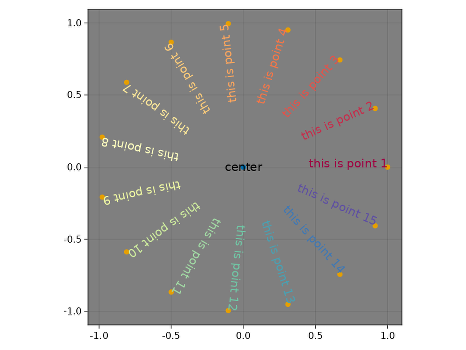 1.0
0.5
0.0
-0.5
-1.0
-1.0
-0.5
0.0
0.5
1.0
center
this is point 1
this is point 2
this is point 3
this is point 4
this is point 5
this is point 6
this is point 7
this is point 8
this is point 9
this is point 10
this is point 11
this is point 12
this is point 13
this is point 14
this is point 15